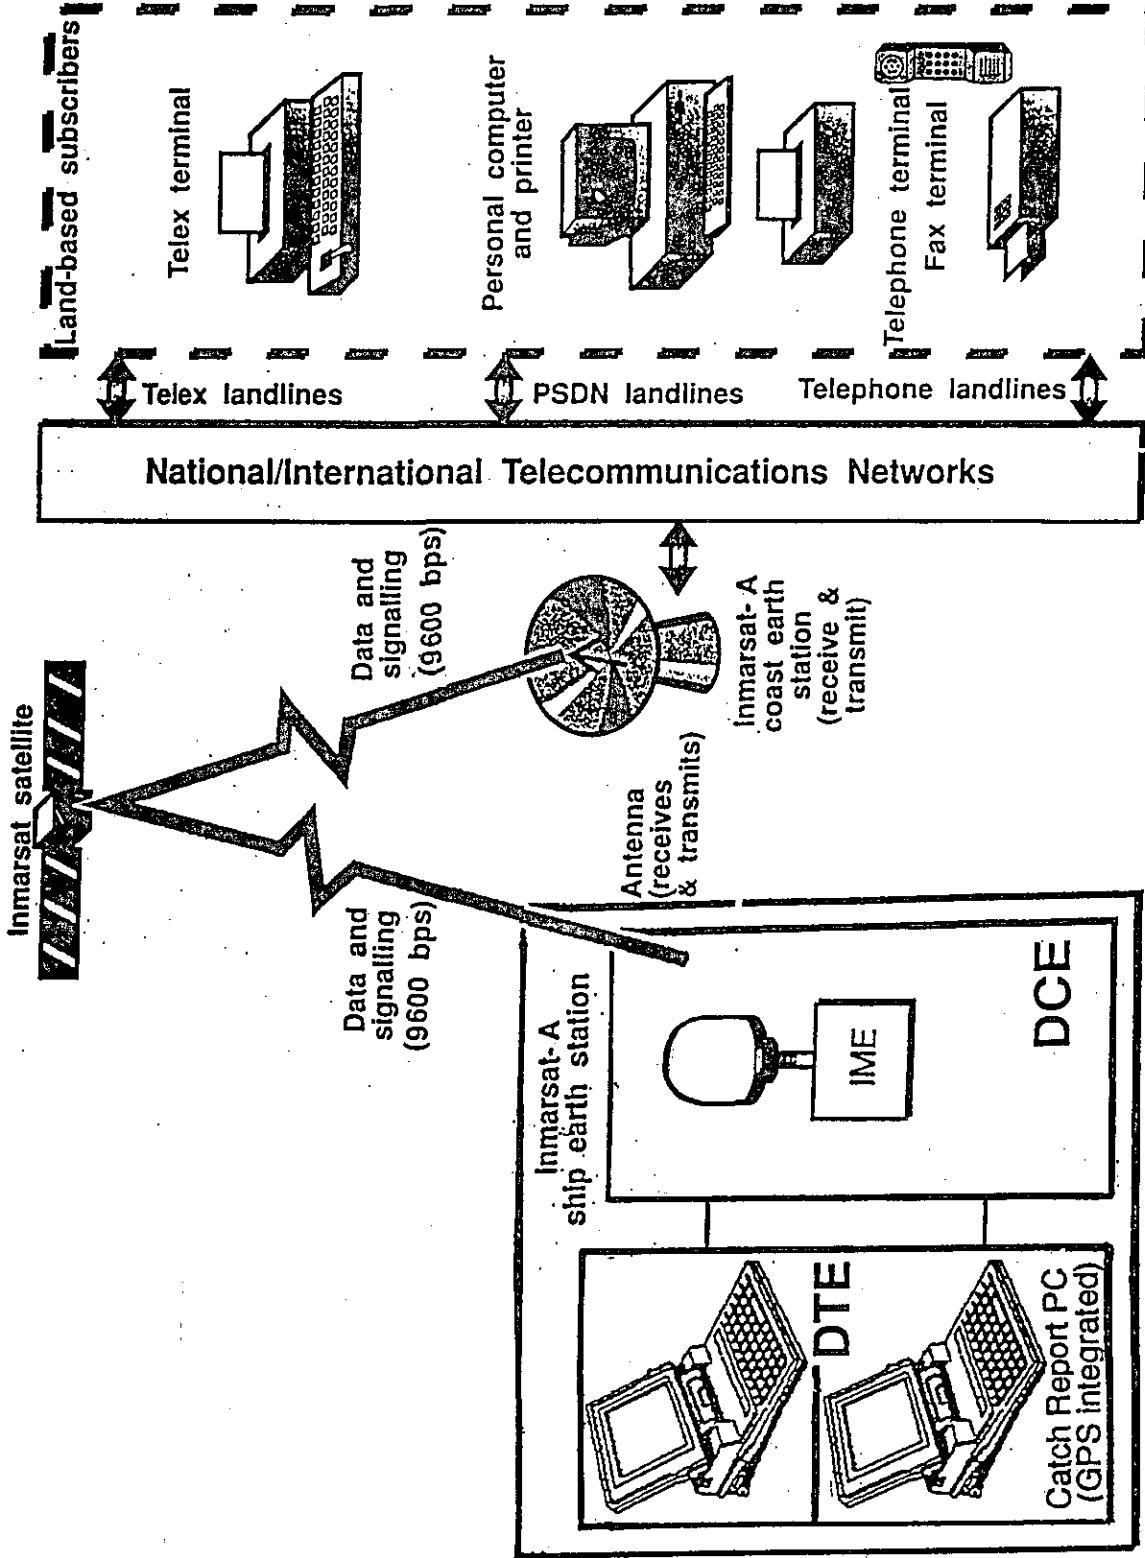 Inmarsat satellite
Data and
signalling
(9600 bps)
Data and
signalling
(9600 bps)
Inmarsat-A
ship earth station
Antenna
(receives
& transmits)
Inmarsat-A
coast earth
station
(receive &
transmit)
IME
DCE
DTE
Catch Report PC
(GPS integrated)
National/International Telecommunications Networks
Telex landlines
PSDN landlines
Telephone landlines
Land-based subscribers
Telex terminal
Personal computer
and printer
Telephone terminal
Fax terminal